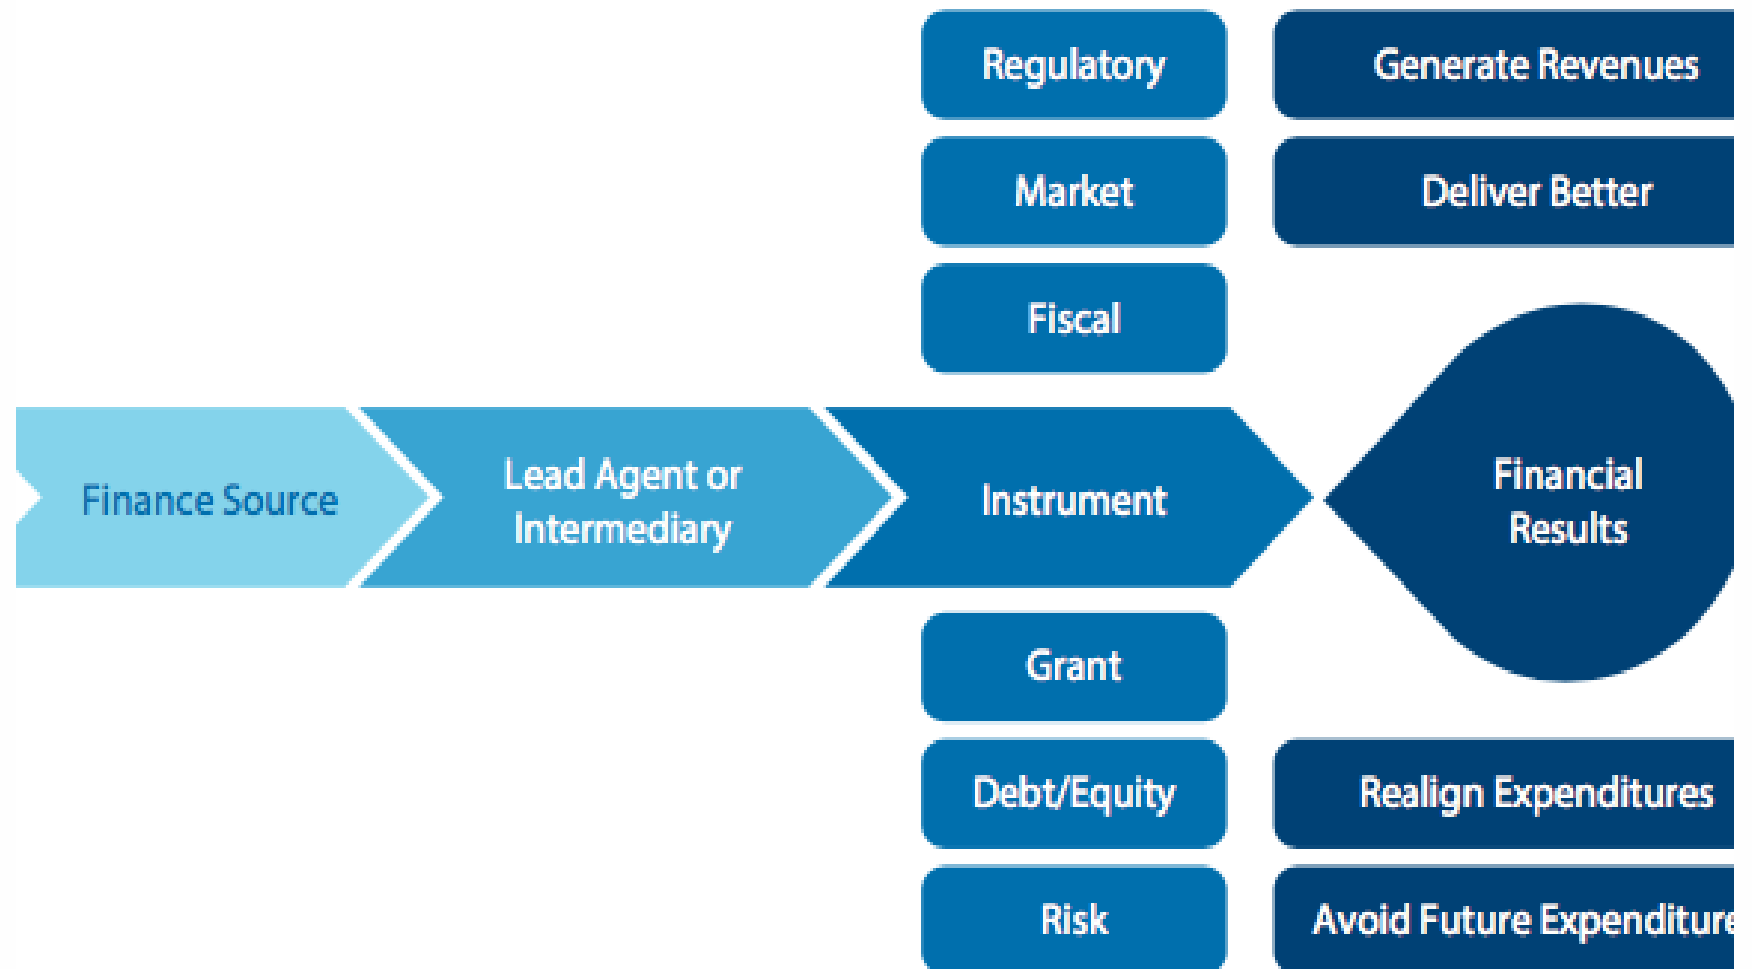 Regulatory
Generate Revenues
Market
Deliver Better
Fiscal
Finance Source
Lead Agent or
Intermediary
Instrument
Financial
Results
Grant
Debt/Equity
Realign Expenditures
Risk
Avoid Future Expenditure